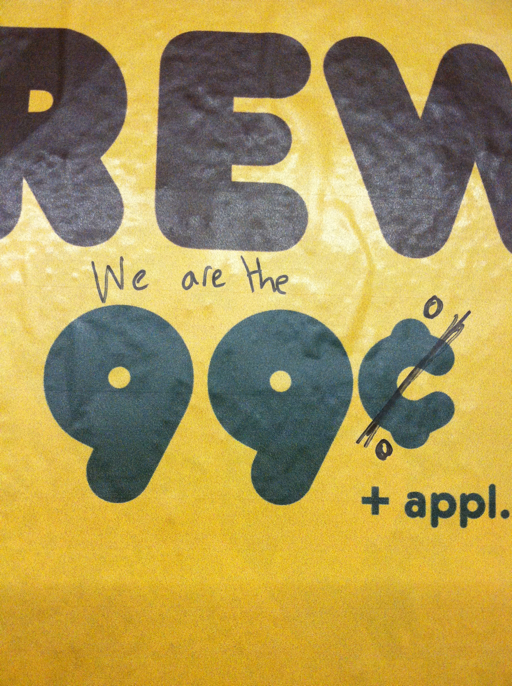 REW
We are the
99¢ %
+ appl.